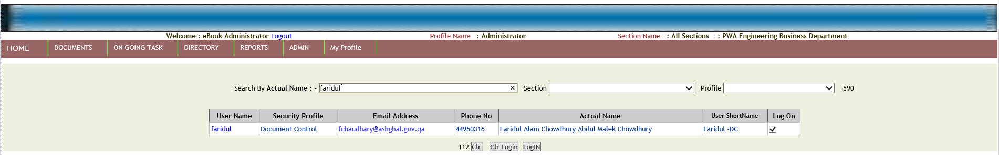 Welcome : eBook Administrator Logout Profile Name : Administrator Section Name : All Sections : : PWA Engineering Business Department
HOME DOCUMENTS ON GOING TASK DIRECTORY REPORTS ADMIN My Profile
Search By Actual Name : - faridul × Section Profile 590
User Name Security Profile Email Address Phone No Actual Name User ShortName Log On
faridul Document Control fchaudhary@ashghal.gov.qa 44950316 Faridul Alam Chowdhury Abdul Malek Chowdhury Faridul -DC
112 Clr Clr Login LogIN